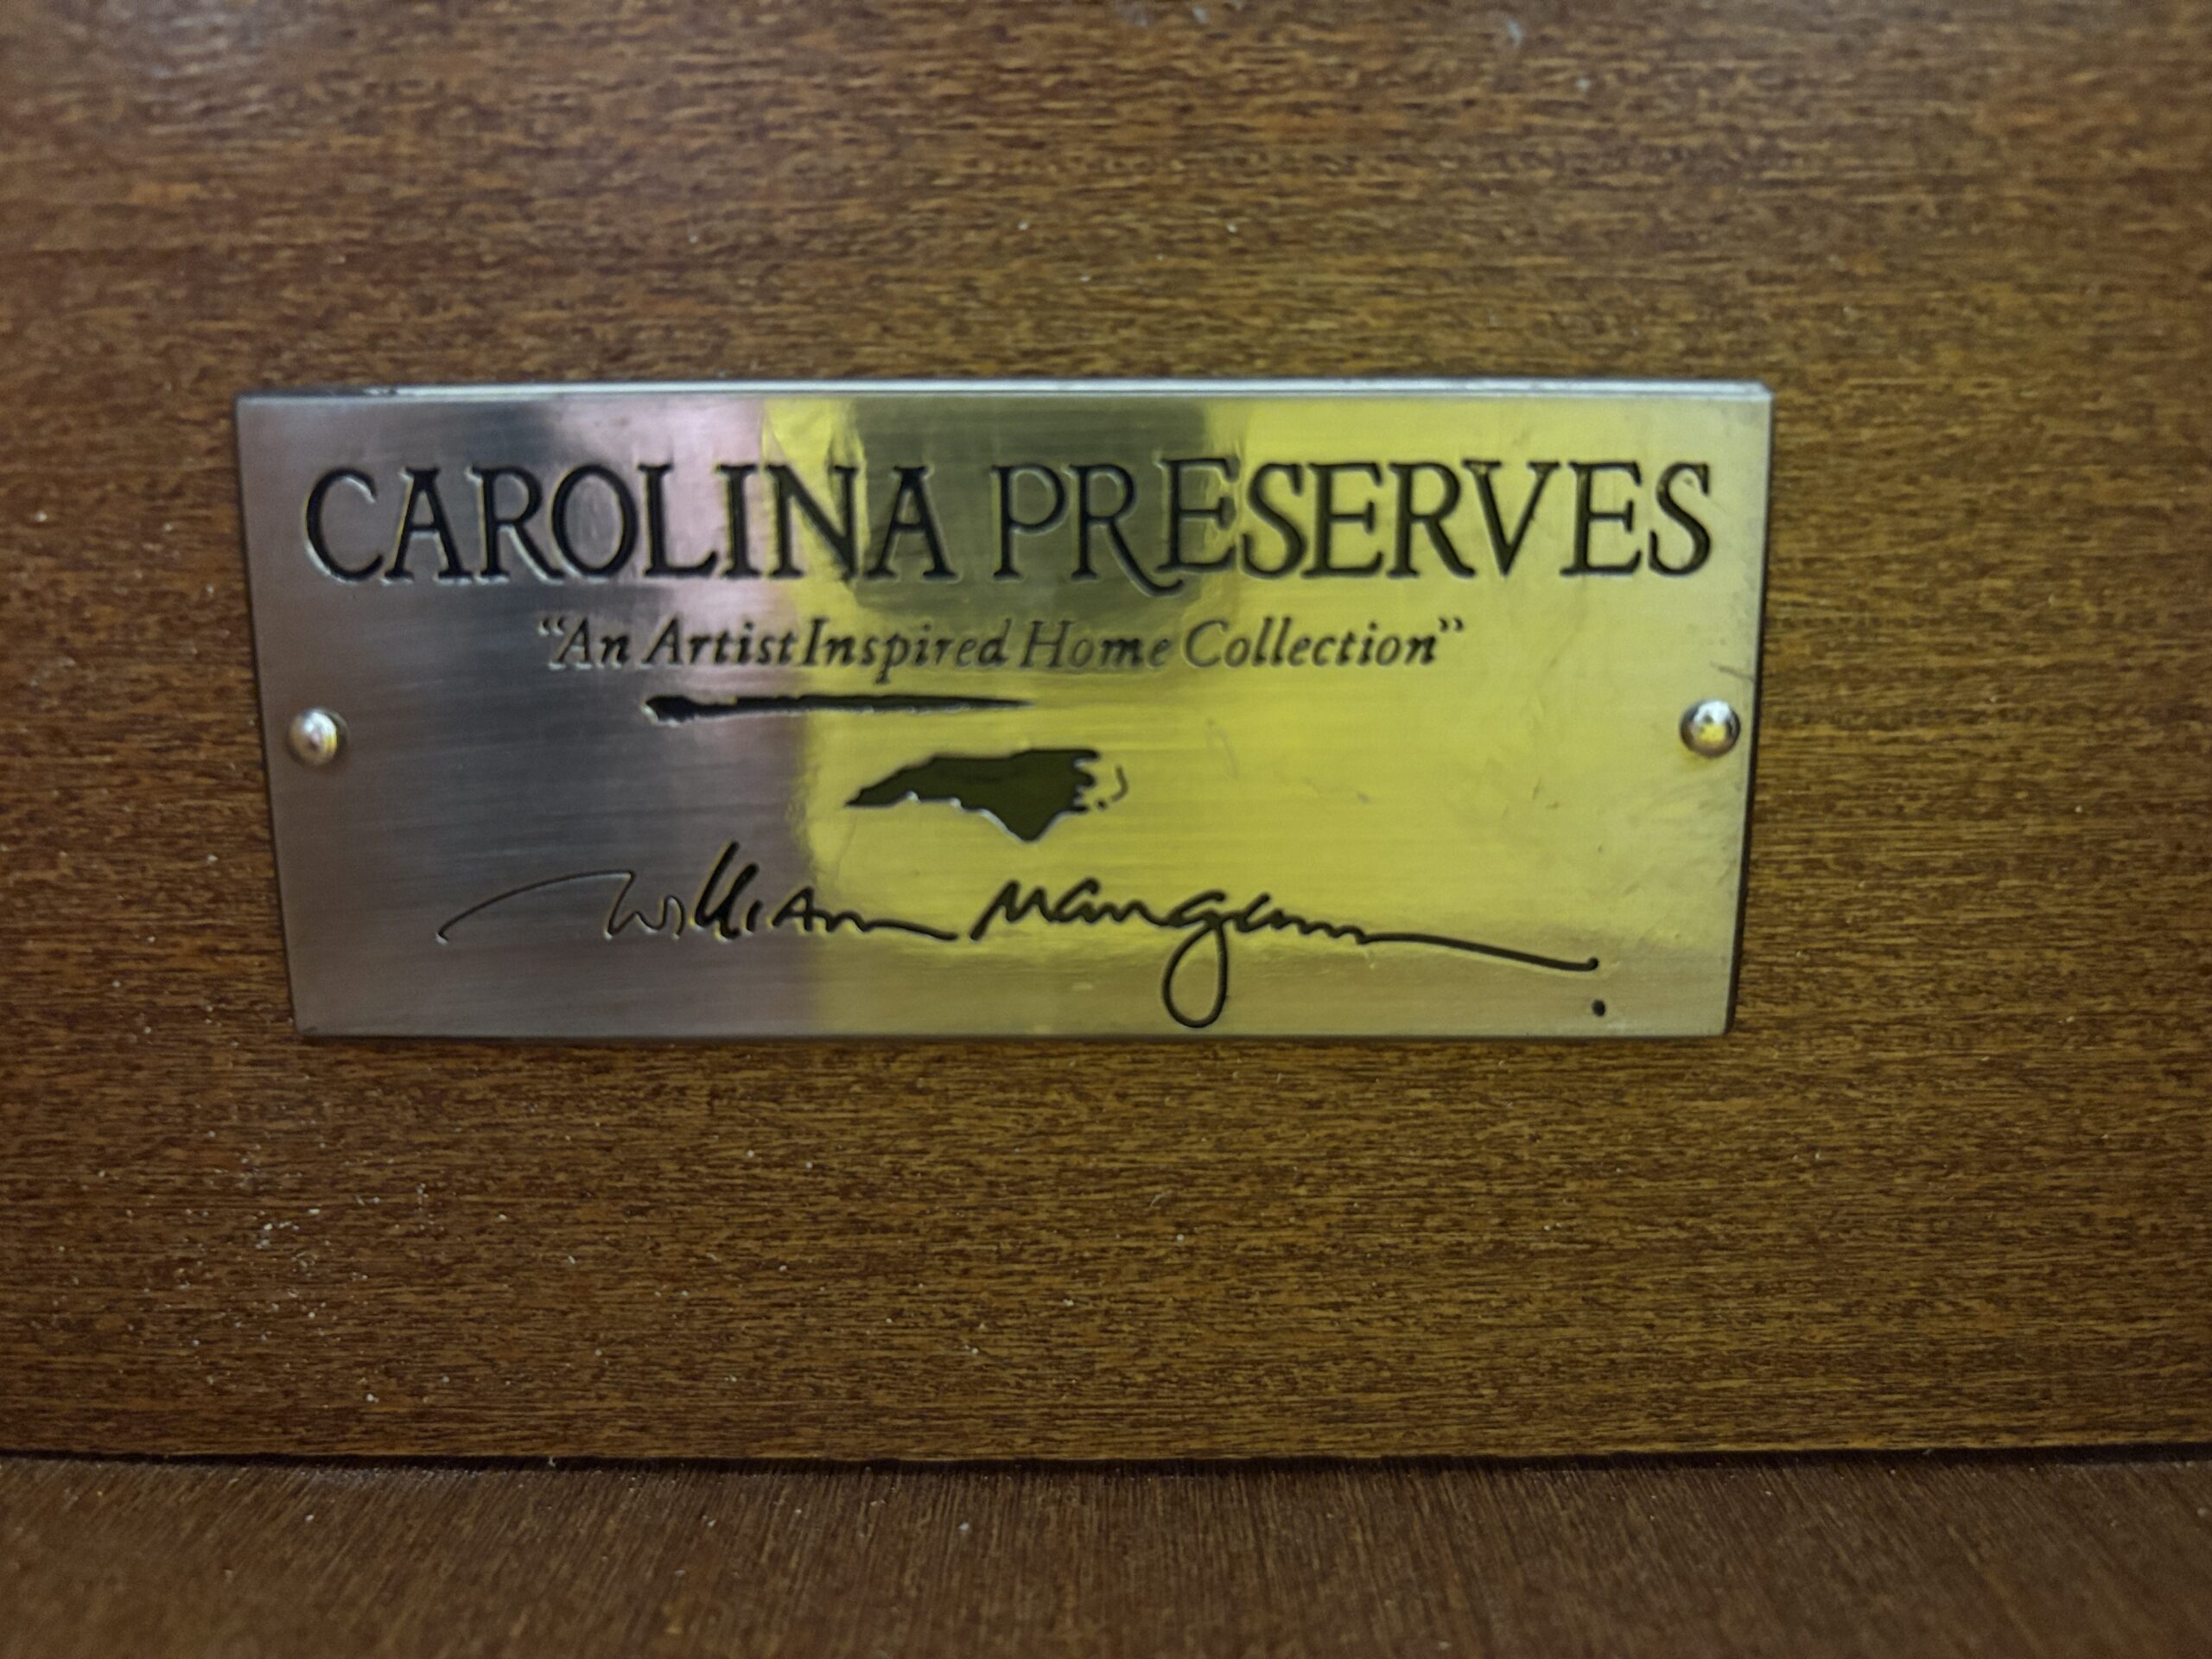 CAROLINA PRESERVES
“An Artist Inspired Home Collection”
William Mangum